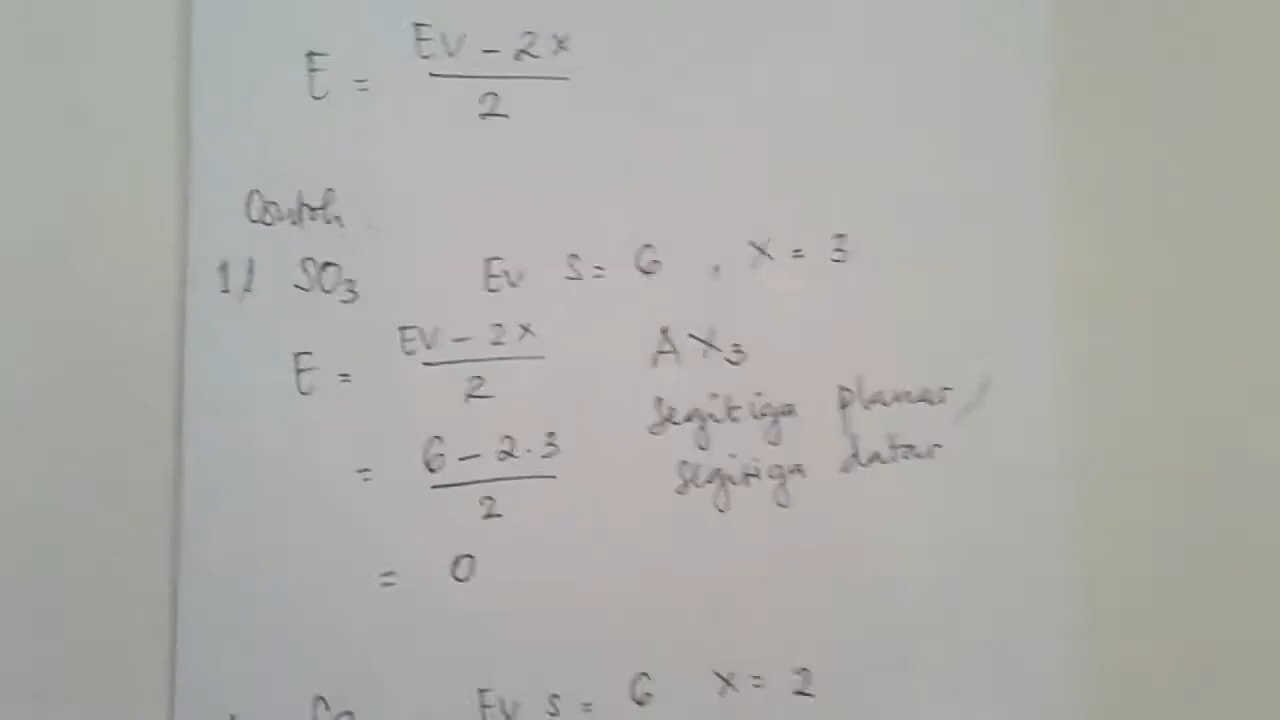 E = EV - 2x / 2
Contoh
1) SO3 Ev S = 6 , x = 3
E = EV - 2x / 2 AX3
segitiga planar /
= 6 - 2.3 / 2 segitiga datar
= 0
EV S = 6 x = 2